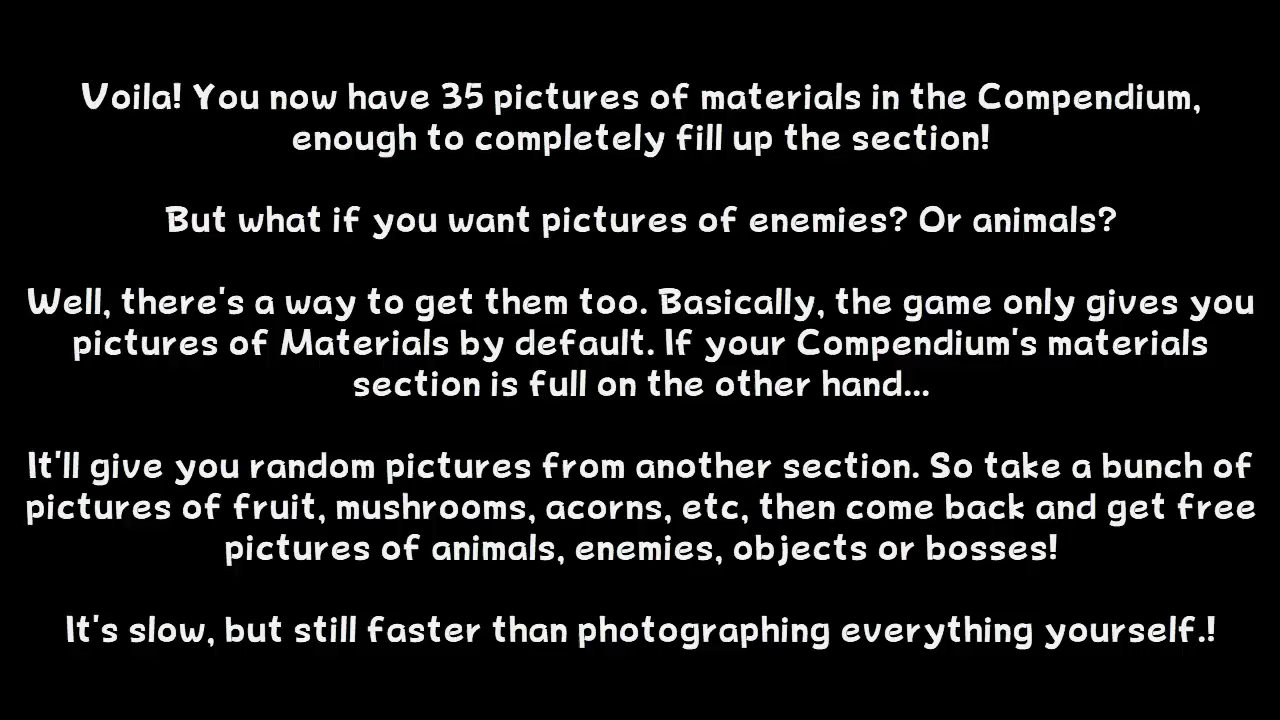 Voila! You now have 35 pictures of materials in the Compendium,
enough to completely fill up the section!
But what if you want pictures of enemies? Or animals?
Well, there's a way to get them too. Basically, the game only gives you
pictures of Materials by default. If your Compendium's materials
section is full on the other hand...
It'll give you random pictures from another section. So take a bunch of
pictures of fruit, mushrooms, acorns, etc, then come back and get free
pictures of animals, enemies, objects or bosses!
It's slow, but still faster than photographing everything yourself.!